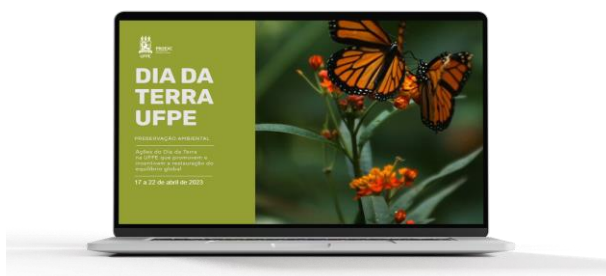 UFPE
PROEXC
DIA DA
TERRA
UFPE
PRESERVAÇÃO AMBIENTAL
Ações do Dia da Terra
na UFPE que promovem e
incentivam a restauração do
equilíbrio global
17 a 22 de abril de 2023